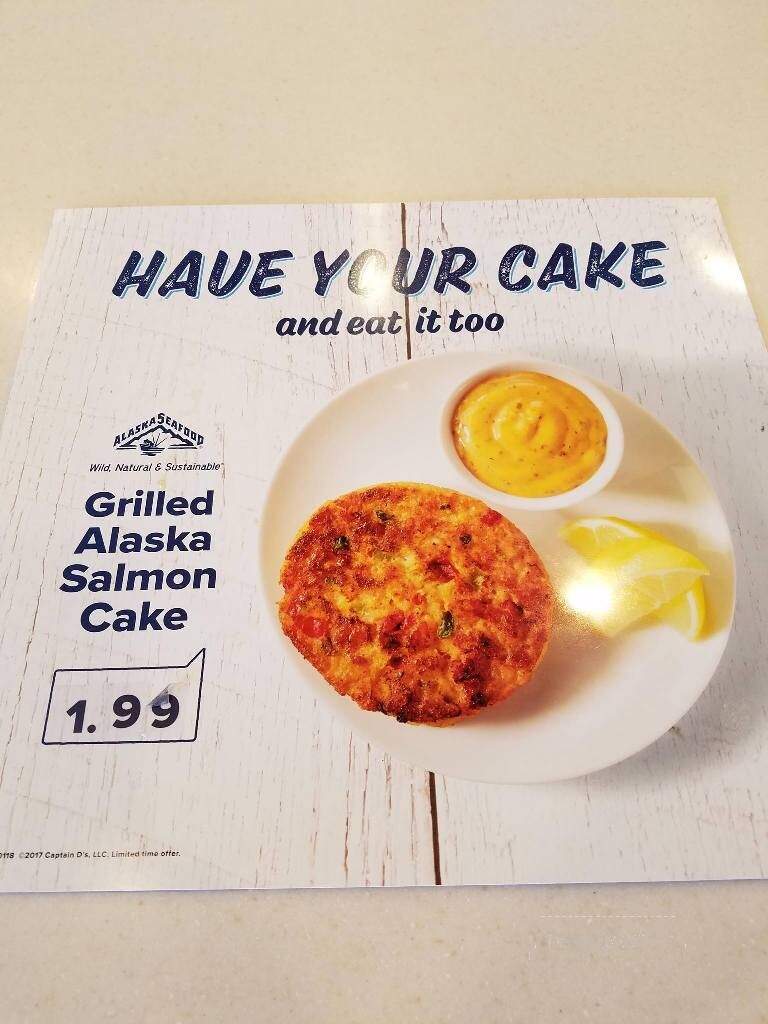 HAVE YOUR CAKE
and eat it too
ALASKA SEAFOOD
Wild, Natural & Sustainable
Grilled
Alaska
Salmon
Cake
1.99
0118 ©2017 Captain D's, LLC. Limited time offer.